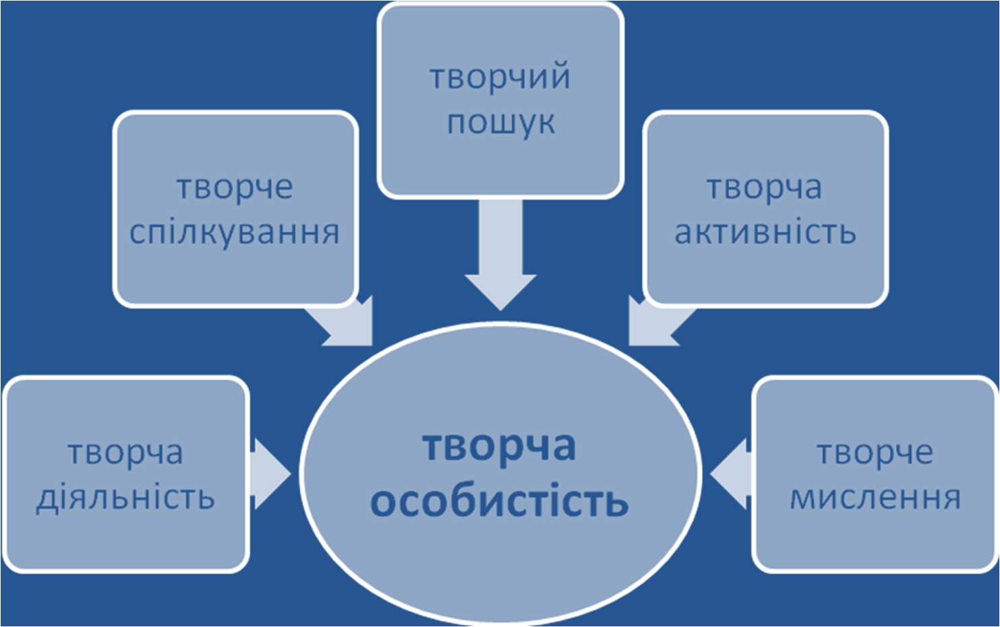 творчий
пошук
творче
спілкування
творча
активність
творча
діяльність
творча
особистість
творче
мислення